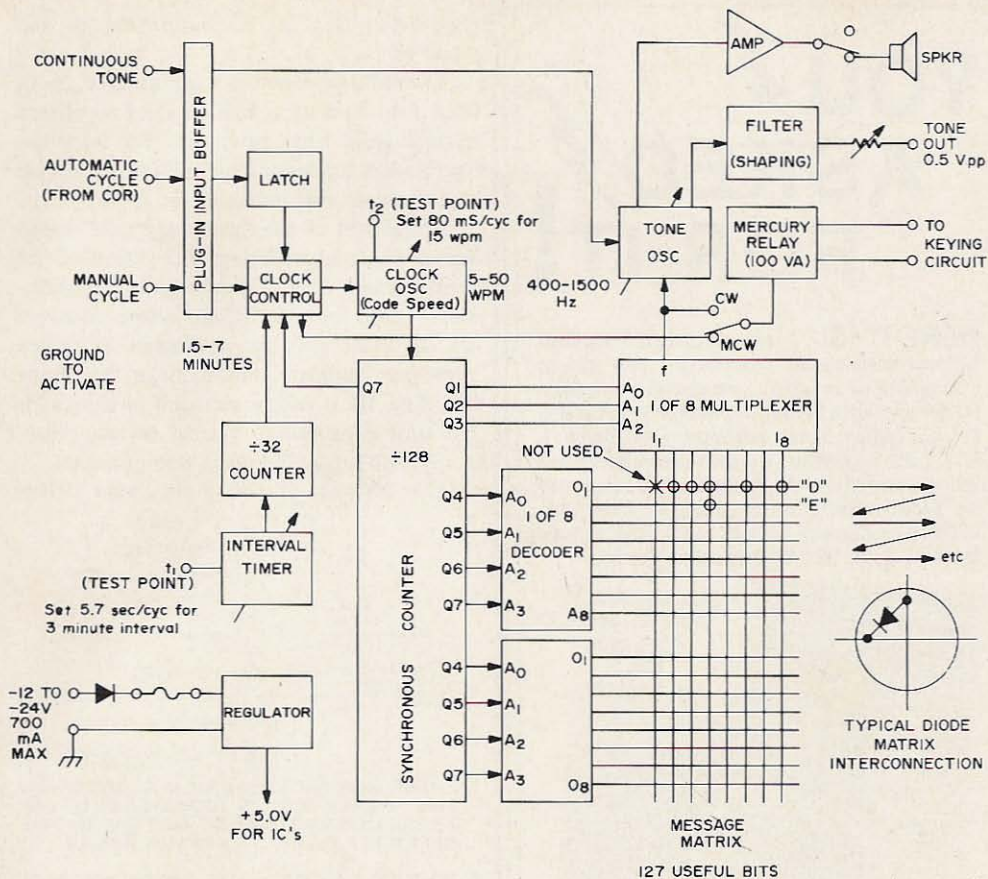 AMP
SPKR
CONTINUOUS
TONE
PLUG-IN INPUT BUFFER
FILTER
(SHAPING)
TONE
OUT
0.5 Vpp
AUTOMATIC
CYCLE
(FROM COR)
LATCH
t2 (TEST POINT)
Set 80 mS/cyc for
15 wpm
TONE
OSC
MERCURY
RELAY
(100 VA)
TO
KEYING
CIRCUIT
MANUAL
CYCLE
CLOCK
CONTROL
CLOCK
OSC
(Code Speed)
5-50
WPM
400-1500
Hz
CW
MCW
GROUND
TO
ACTIVATE
1.5-7
MINUTES
Q7
Q1
Q2
Q3
A0
A1
A2
f
1 OF 8 MULTIPLEXER
I1
I8
÷32
COUNTER
÷128
NOT USED
O1
"D"
"E"
Q4
Q5
Q6
Q7
A0
A1
A2
A3
1 OF 8
DECODER
A8
etc
INTERVAL
TIMER
t1
(TEST POINT)
Set 5.7 sec/cyc for
3 minute interval
SYNCHRONOUS COUNTER
Q4
Q5
Q6
Q7
A0
A1
A2
A3
O1
O8
TYPICAL DIODE
MATRIX
INTERCONNECTION
-12 TO
-24V
700
mA
MAX
REGULATOR
+5.0V
FOR IC's
MESSAGE
MATRIX
127 USEFUL BITS